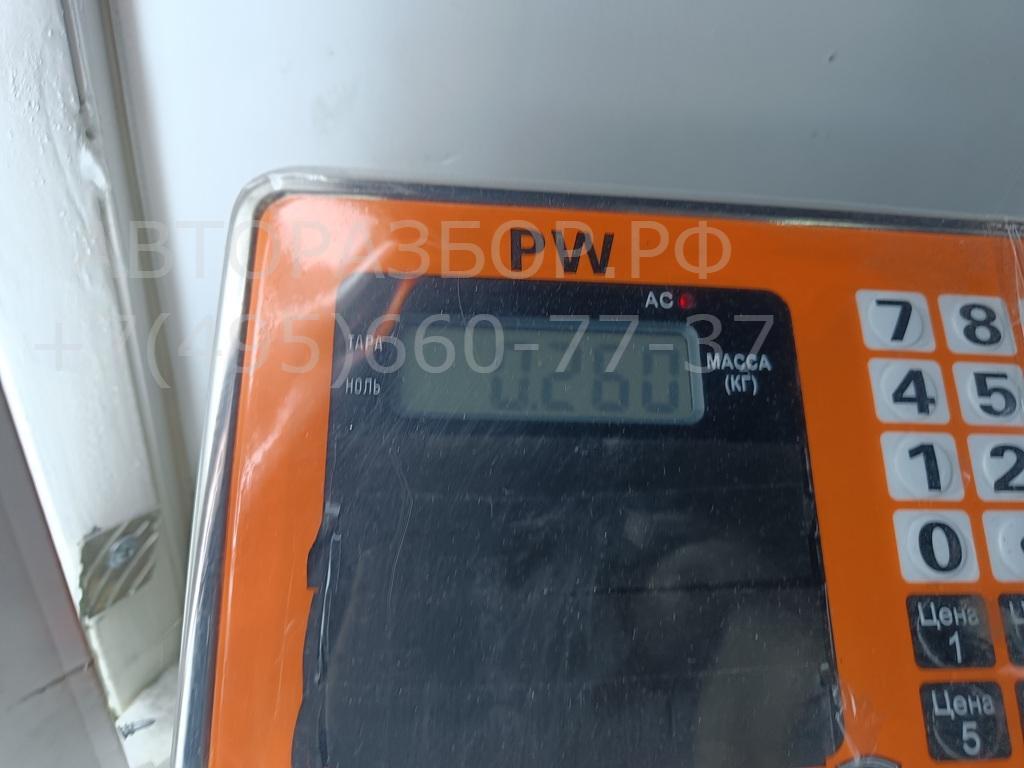 АВТОРАЗБОР.РФ
+7(495)660-77-37
PW
AC
ТАРА
НОЛЬ
0.260
МАССА
(КГ)
7 8
4 5
1 2
0
Цена
1
Цена
5